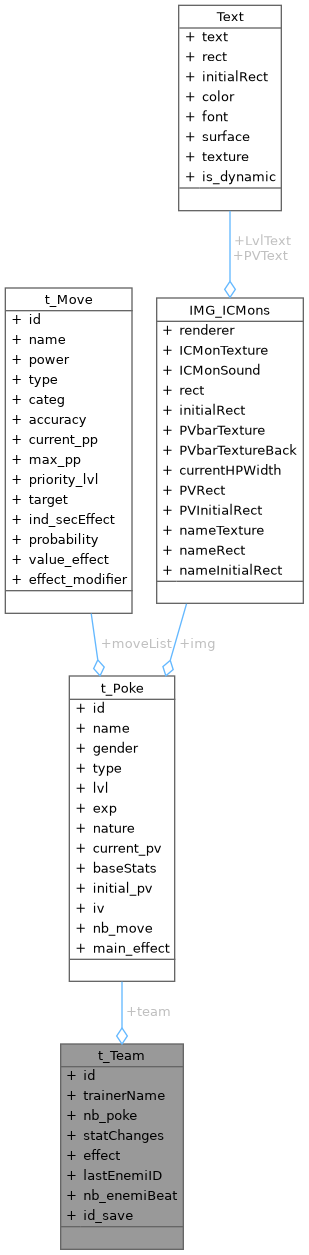 Text
+ text
+ rect
+ initialRect
+ color
+ font
+ surface
+ texture
+ is_dynamic
+LvlText
+PVText
t_Move
+ id
+ name
+ power
+ type
+ categ
+ accuracy
+ current_pp
+ max_pp
+ priority_lvl
+ target
+ ind_secEffect
+ probability
+ value_effect
+ effect_modifier
IMG_ICMons
+ renderer
+ ICMonTexture
+ ICMonSound
+ rect
+ initialRect
+ PVbarTexture
+ PVbarTextureBack
+ currentHPWidth
+ PVRect
+ PVInitialRect
+ nameTexture
+ nameRect
+ nameInitialRect
+moveList
+img
t_Poke
+ id
+ name
+ gender
+ type
+ lvl
+ exp
+ nature
+ current_pv
+ baseStats
+ initial_pv
+ iv
+ nb_move
+ main_effect
+team
t_Team
+ id
+ trainerName
+ nb_poke
+ statChanges
+ effect
+ lastEnemiID
+ nb_enemiBeat
+ id_save